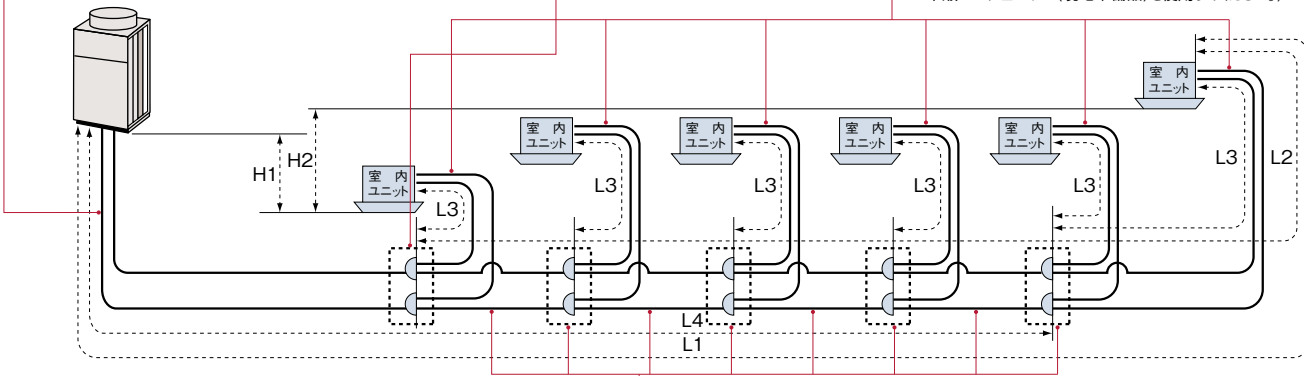 室 内
ユニット
室 内
ユニット
室 内
ユニット
室 内
ユニット
室 内
ユニット
室 内
ユニット
H1
H2
L3
L3
L3
L3
L3
L3
L2
L4
L1